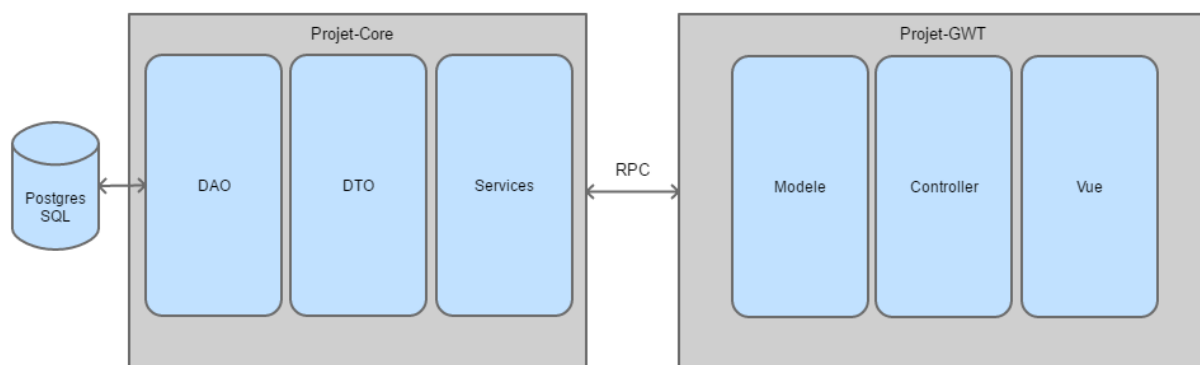 Projet-Core
Projet-GWT
Postgres
SQL
DAO
DTO
Services
RPC
Modele
Controller
Vue